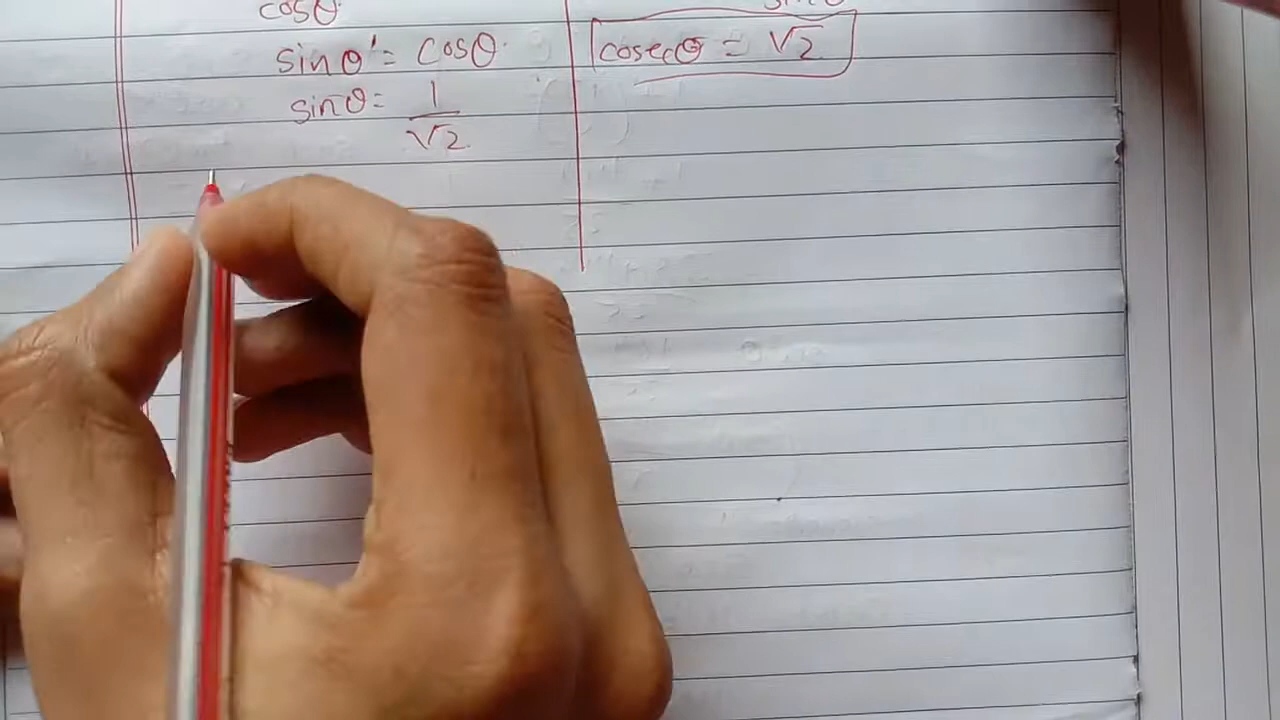 cosθ
sinθ = cosθ
sinθ = 1/√2
cosecθ = √2